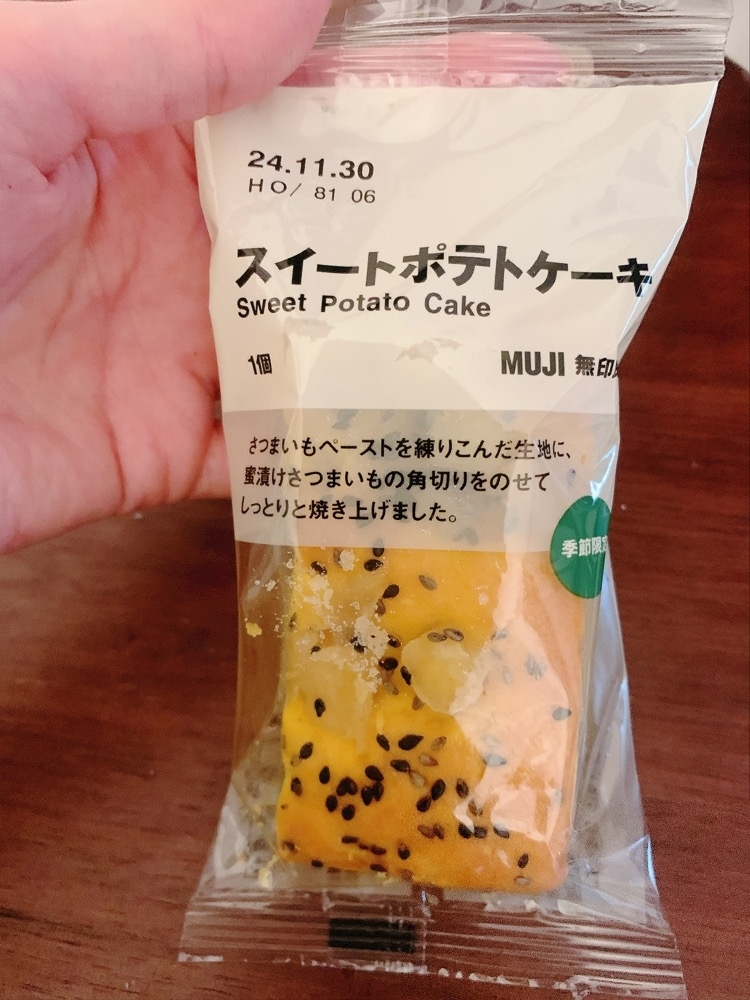 24.11.30
HO/ 81 06
スイートポテトケーキ
Sweet Potato Cake
1個
MUJI 無印
さつまいもペーストを練りこんだ生地に、
蜜漬けさつまいもの角切りをのせて
しっとりと焼き上げました。
季節限定